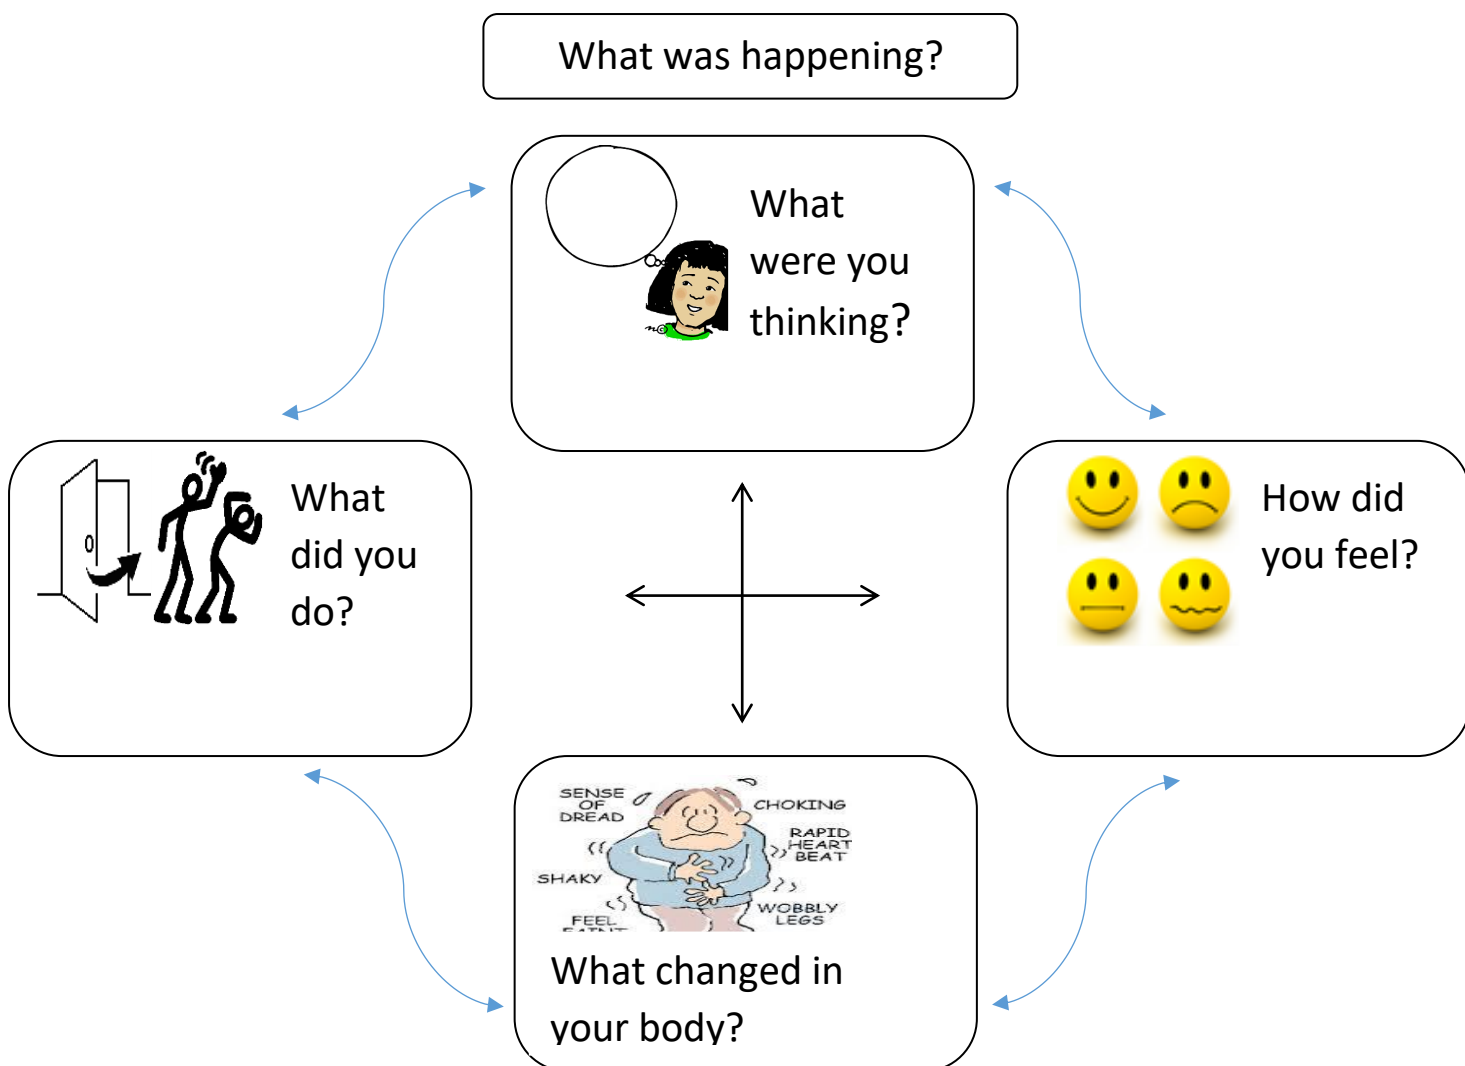 What was happening?
What
were you
thinking?
What
did you
do?
How did
you feel?
SENSE
OF
DREAD
CHOKING
RAPID
HEART
BEAT
SHAKY
WOBBLY
LEGS
FEEL
What changed in
your body?